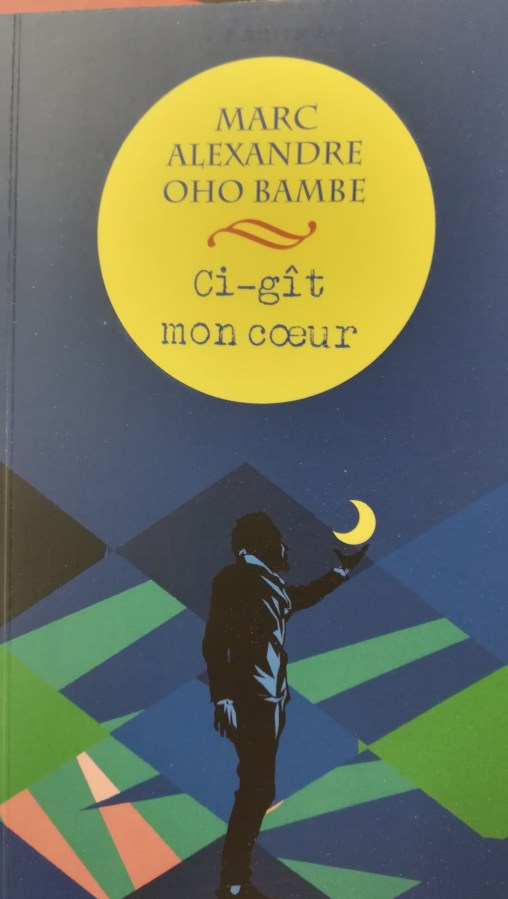 MARC
ALEXANDRE
OHO BAMBE
Ci-gît
mon cœur